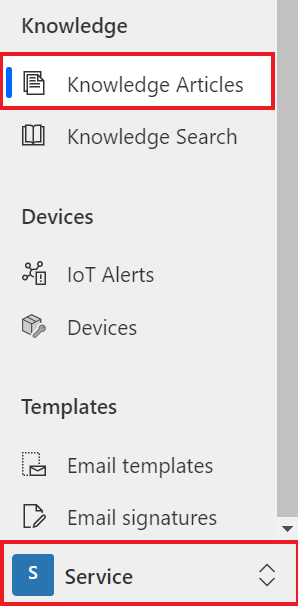 Knowledge
Knowledge Articles
Knowledge Search
Devices
IoT Alerts
Devices
Templates
Email templates
Email signatures
S Service